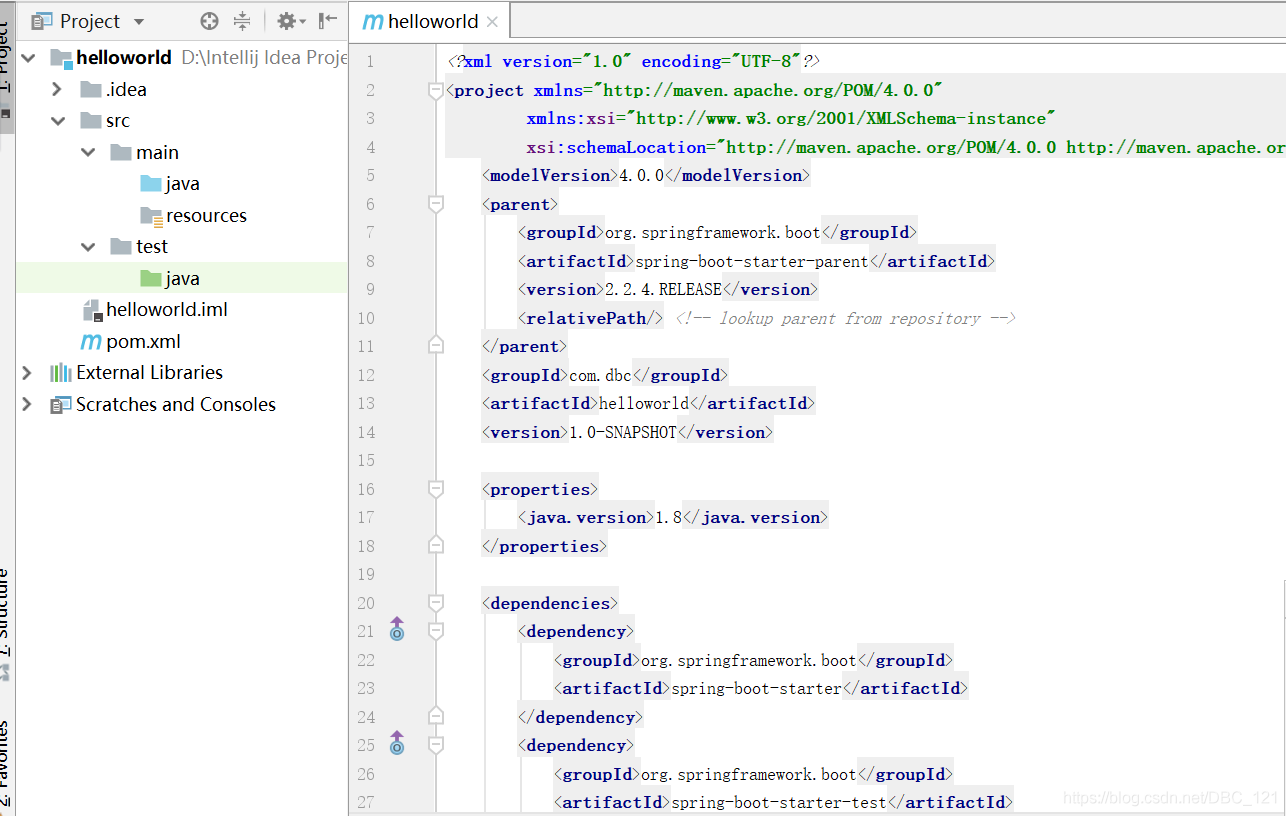 Project
helloworld D:\Intellij Idea Proje
.idea
src
main
java
resources
test
java
helloworld.iml
pom.xml
External Libraries
Scratches and Consoles
1: Project
7: Structure
2: Favorites
helloworld
1 <?xml version="1.0" encoding="UTF-8"?>
2 <project xmlns="http://maven.apache.org/POM/4.0.0"
3 xmlns:xsi="http://www.w3.org/2001/XMLSchema-instance"
4 xsi:schemaLocation="http://maven.apache.org/POM/4.0.0 http://maven.apache.or
5 <modelVersion>4.0.0</modelVersion>
6 <parent>
7 <groupId>org.springframework.boot</groupId>
8 <artifactId>spring-boot-starter-parent</artifactId>
9 <version>2.2.4.RELEASE</version>
10 <relativePath/> <!-- lookup parent from repository -->
11 </parent>
12 <groupId>com.dbc</groupId>
13 <artifactId>helloworld</artifactId>
14 <version>1.0-SNAPSHOT</version>
15
16 <properties>
17 <java.version>1.8</java.version>
18 </properties>
19
20 <dependencies>
21 <dependency>
22 <groupId>org.springframework.boot</groupId>
23 <artifactId>spring-boot-starter</artifactId>
24 </dependency>
25 <dependency>
26 <groupId>org.springframework.boot</groupId>
27 <artifactId>spring-boot-starter-test</artifactId>
https://blog.csdn.net/DBC_121